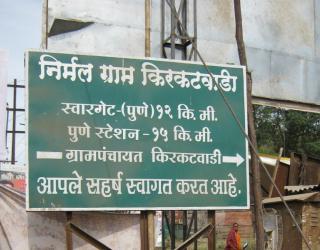 निर्मल ग्राम किरकटवाडी
स्वारगेट-(पुणे)१२ कि. मी.
पुणे स्टेशन - १५ कि. मी.
ग्रामपंचायत किरकटवाडी
आपले सहर्ष स्वागत करत आहे.